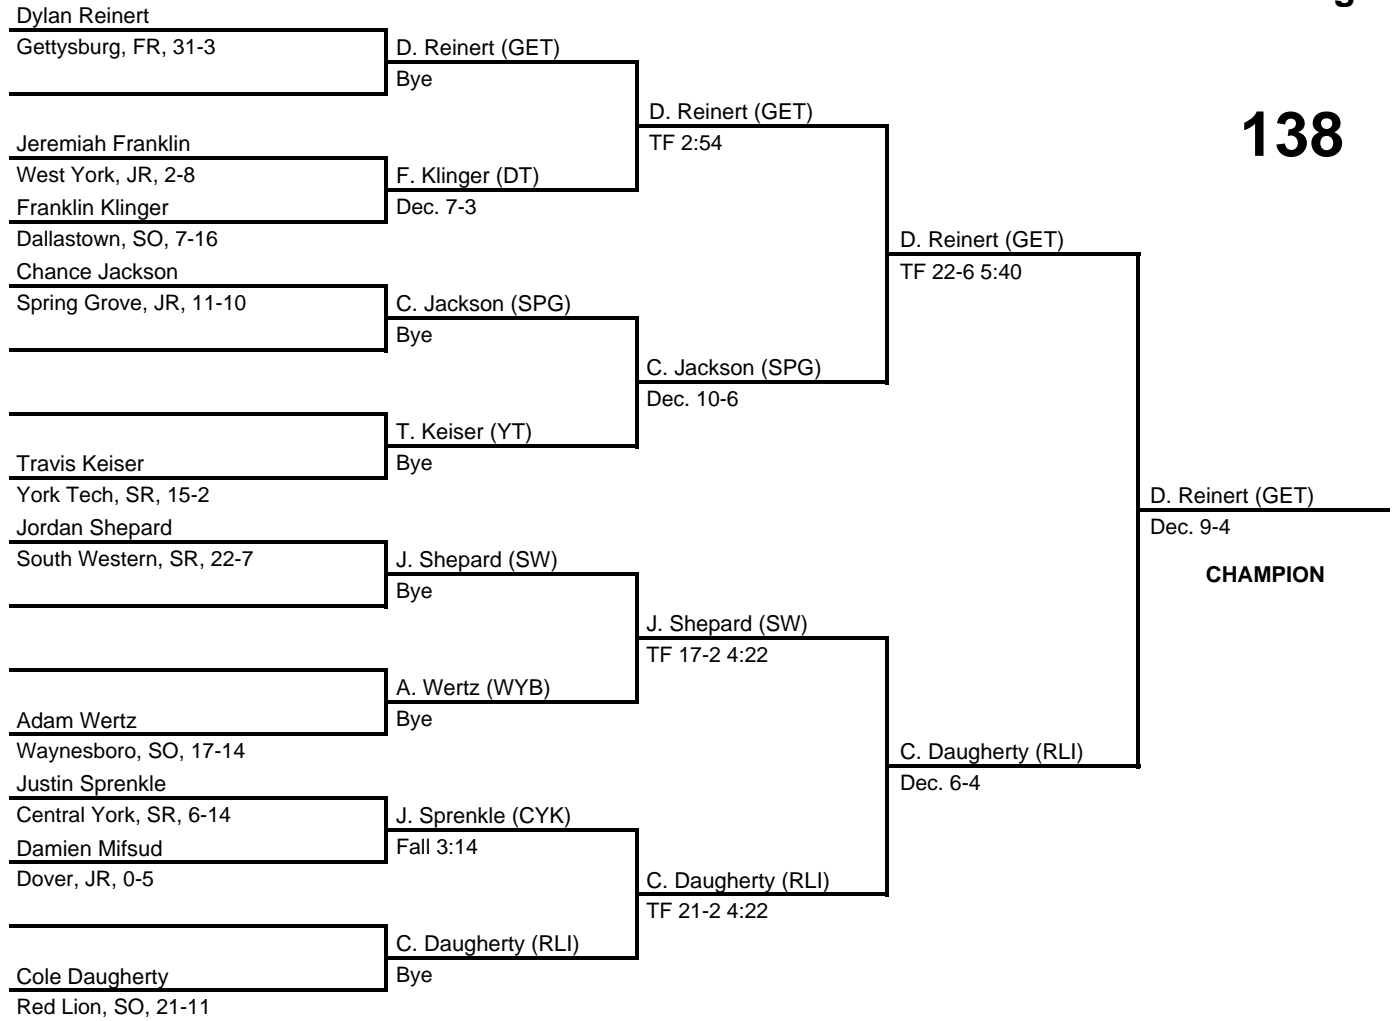 Dylan Reinert
Gettysburg, FR, 31-3
D. Reinert (GET)
Bye
D. Reinert (GET)
TF 2:54
138
Jeremiah Franklin
West York, JR, 2-8
F. Klinger (DT)
Franklin Klinger
Dec. 7-3
Dallastown, SO, 7-16
D. Reinert (GET)
TF 22-6 5:40
Chance Jackson
Spring Grove, JR, 11-10
C. Jackson (SPG)
Bye
C. Jackson (SPG)
Dec. 10-6
T. Keiser (YT)
Travis Keiser
Bye
York Tech, SR, 15-2
D. Reinert (GET)
Dec. 9-4
CHAMPION
Jordan Shepard
South Western, SR, 22-7
J. Shepard (SW)
Bye
J. Shepard (SW)
TF 17-2 4:22
A. Wertz (WYB)
Adam Wertz
Bye
Waynesboro, SO, 17-14
C. Daugherty (RLI)
Dec. 6-4
Justin Sprenkle
Central York, SR, 6-14
J. Sprenkle (CYK)
Damien Mifsud
Fall 3:14
Dover, JR, 0-5
C. Daugherty (RLI)
TF 21-2 4:22
C. Daugherty (RLI)
Cole Daugherty
Bye
Red Lion, SO, 21-11